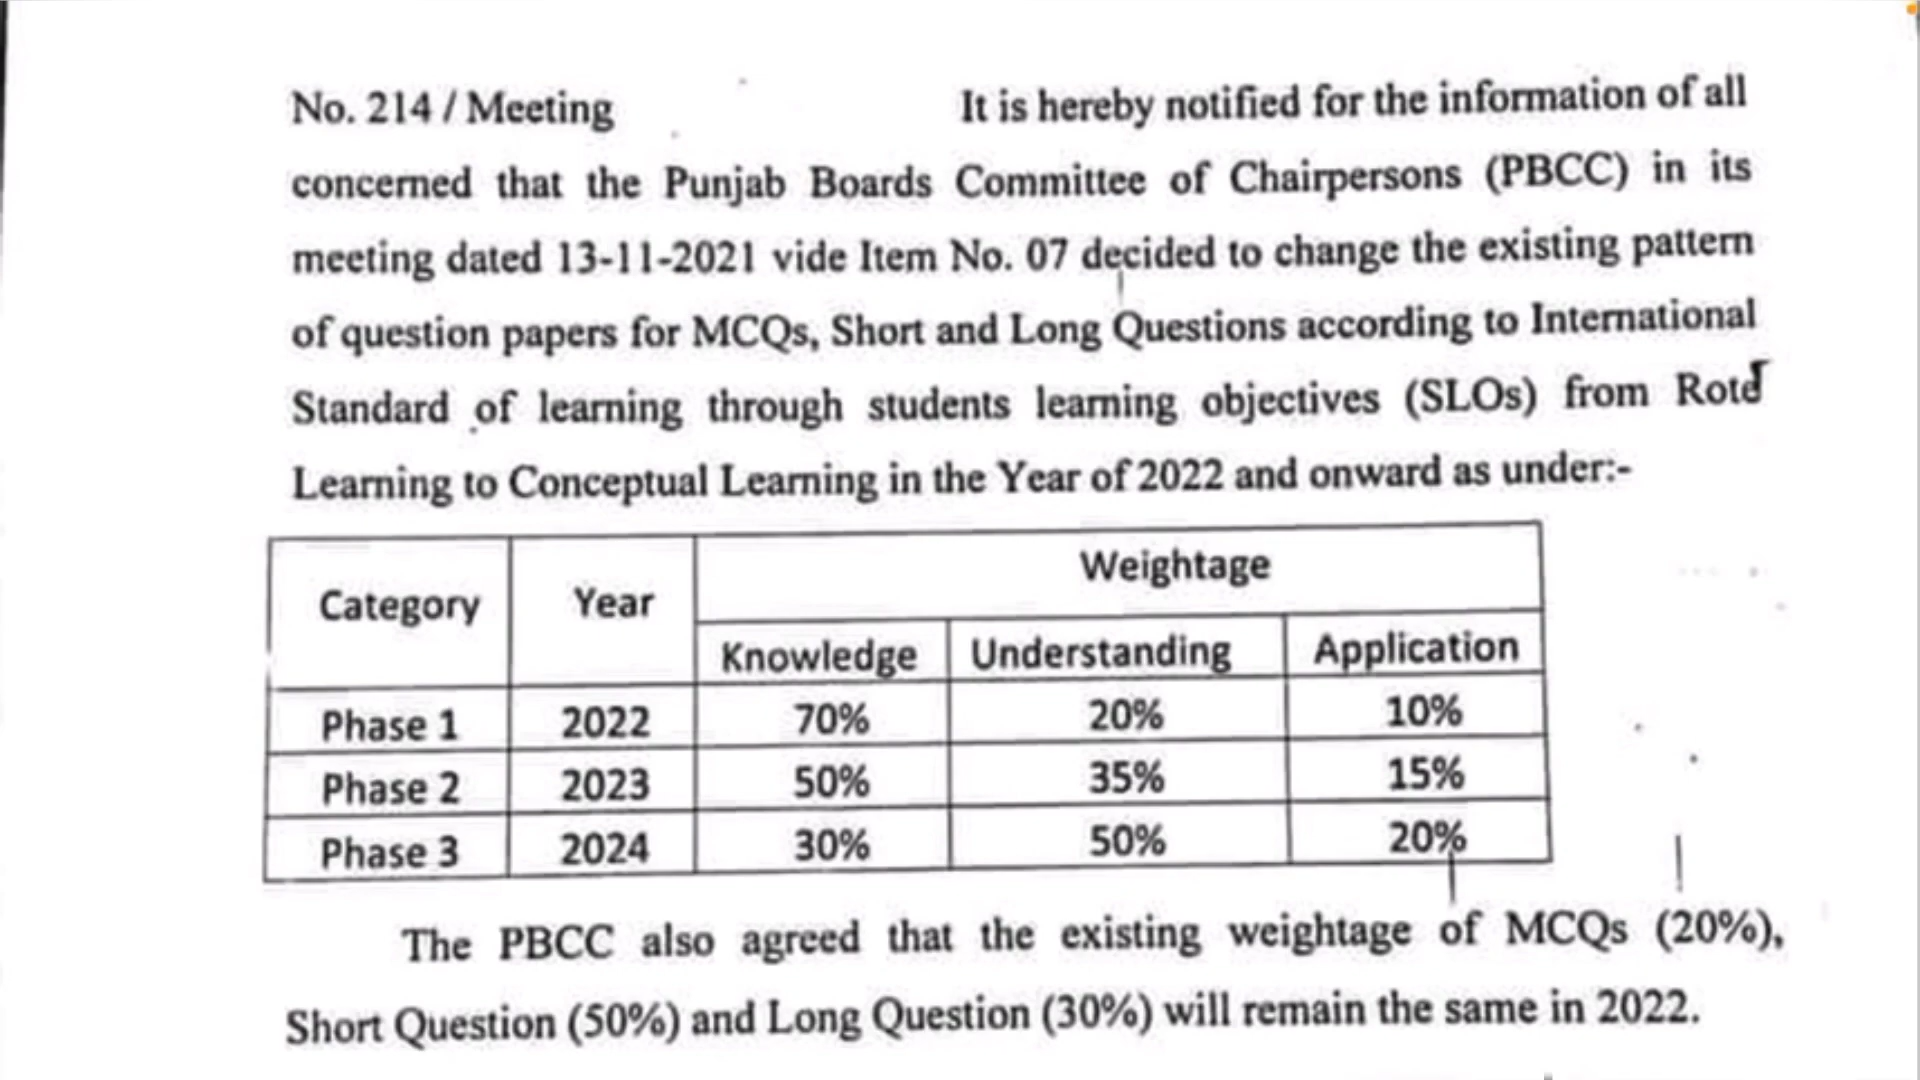 No. 214 / Meeting It is hereby notified for the information of all
concerned that the Punjab Boards Committee of Chairpersons (PBCC) in its
meeting dated 13-11-2021 vide Item No. 07 decided to change the existing pattern
of question papers for MCQs, Short and Long Questions according to International
Standard of learning through students learning objectives (SLOs) from Rote
Learning to Conceptual Learning in the Year of 2022 and onward as under:-
Category Year Weightage
Knowledge Understanding Application
Phase 1 2022 70% 20% 10%
Phase 2 2023 50% 35% 15%
Phase 3 2024 30% 50% 20%
The PBCC also agreed that the existing weightage of MCQs (20%),
Short Question (50%) and Long Question (30%) will remain the same in 2022.